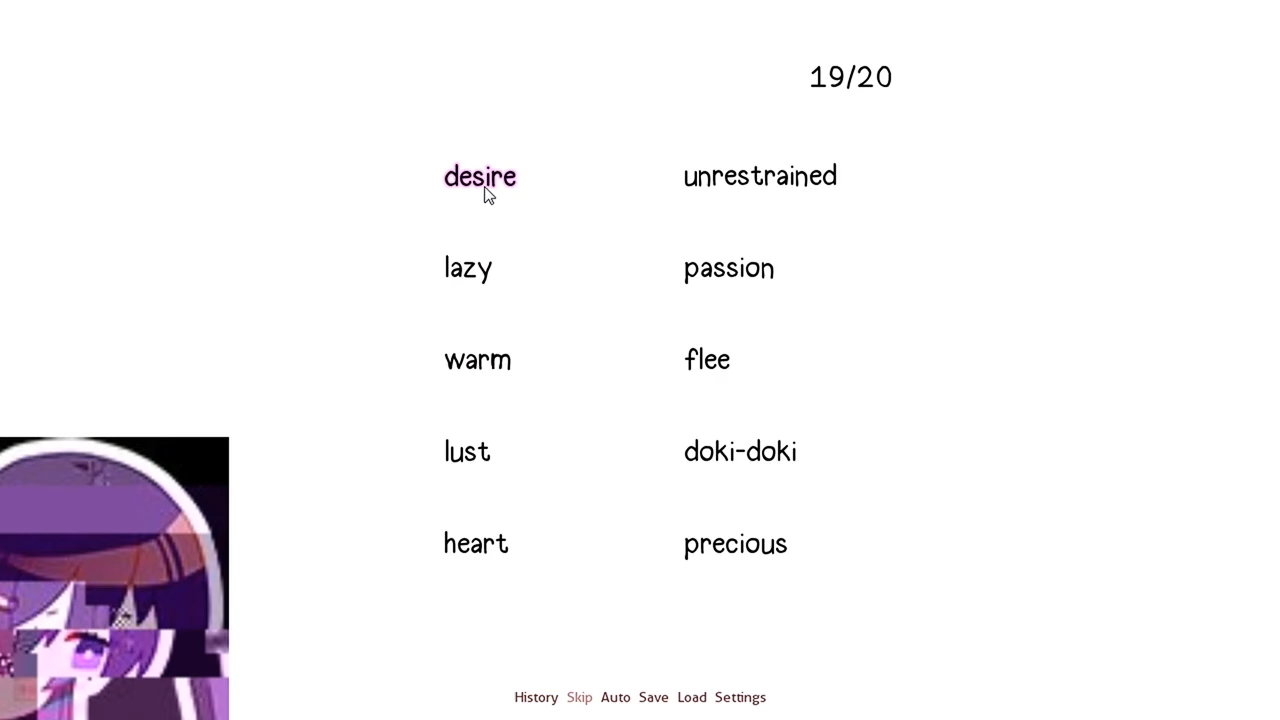 19/20
desire unrestrained
lazy passion
warm flee
lust doki-doki
heart precious
History Skip Auto Save Load Settings